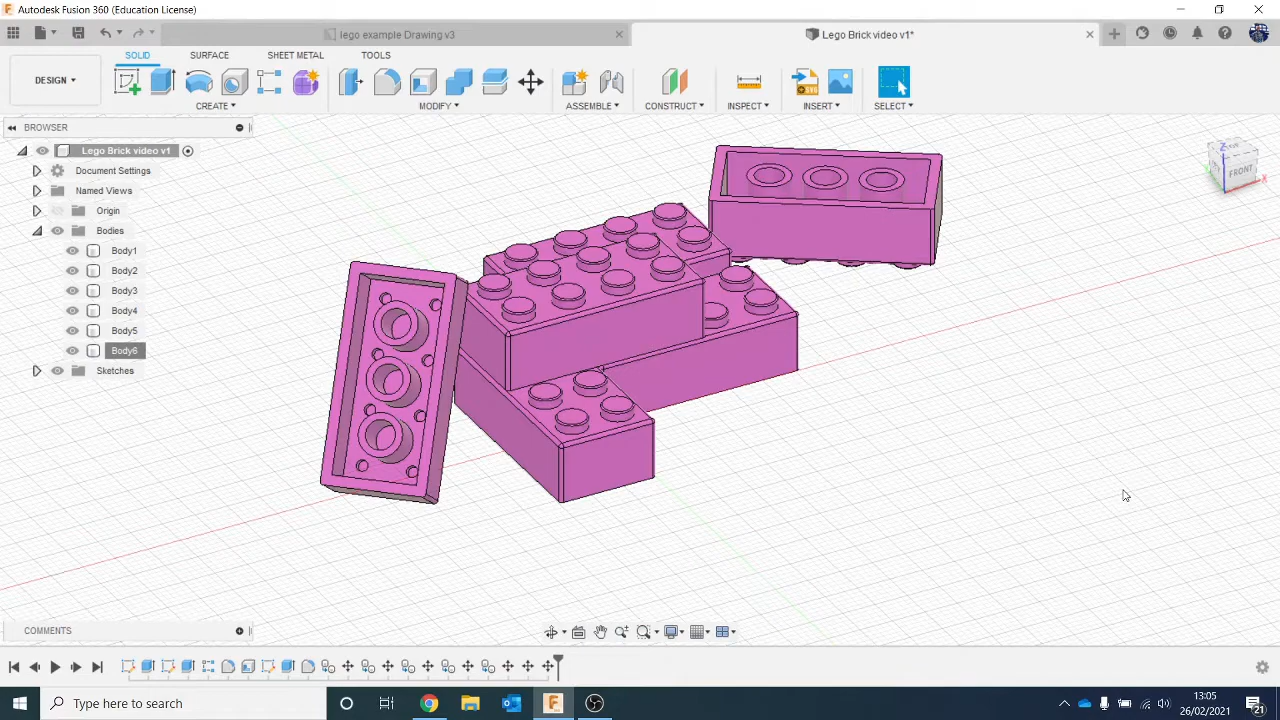 Autodesk Fusion 360 (Education License)
lego example Drawing v3
Lego Brick video v1*
SOLID SURFACE SHEET METAL TOOLS
DESIGN
CREATE MODIFY ASSEMBLE CONSTRUCT INSPECT INSERT SELECT
BROWSER
Lego Brick video v1
Document Settings
Named Views
Origin
Bodies
Body1
Body2
Body3
Body4
Body5
Body6
Sketches
Z
FRONT
X
COMMENTS
Type here to search
13:05
26/02/2021
21